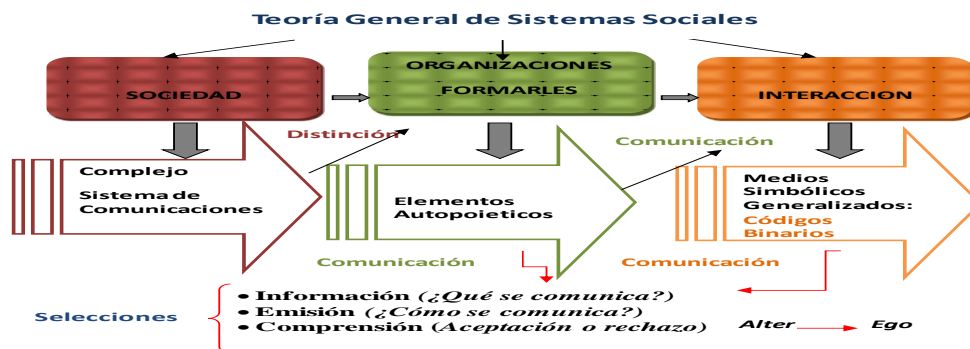 Teoría General de Sistemas Sociales
SOCIEDAD
ORGANIZACIONES
FORMARLES
INTERACCION
Distinción
Comunicación
Complejo
Sistema de
Comunicaciones
Elementos
Autopoieticos
Medios
Simbólicos
Generalizados:
Códigos
Binarios
Comunicación
Comunicación
Selecciones
• Información (¿Qué se comunica?)
• Emisión (¿Cómo se comunica?)
• Comprensión (Aceptación o rechazo)
Alter Ego